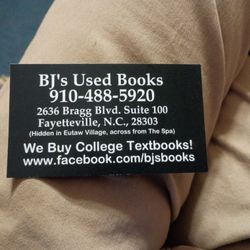 BJ's Used Books
910-488-5920
2636 Bragg Blvd. Suite 100
Fayetteville, N.C., 28303
(Hidden in Eutaw Village, across from The Spa)
We Buy College Textbooks!
www.facebook.com/bjsbooks